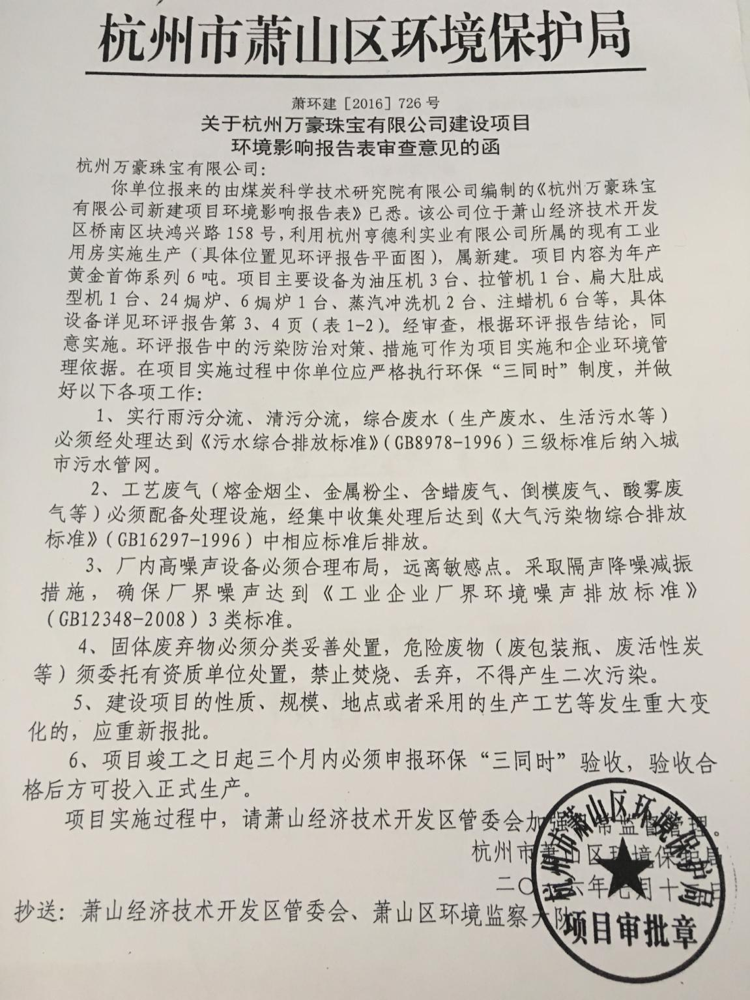 杭州市萧山区环境保护局
萧环建［2016］726 号
关于杭州万豪珠宝有限公司建设项目
环境影响报告表审查意见的函
杭州万豪珠宝有限公司：
你单位报来的由煤炭科学技术研究院有限公司编制的《杭州万豪珠宝
有限公司新建项目环境影响报告表》已悉。该公司位于萧山经济技术开发
区桥南区块鸿兴路 158 号，利用杭州亨德利实业有限公司所属的现有工业
用房实施生产（具体位置见环评报告平面图），属新建。项目内容为年产
黄金首饰系列 6 吨。项目主要设备为油压机 3 台、拉管机 1 台、扁大肚成
型机 1 台、24 焗炉、6 焗炉 1 台、蒸汽冲洗机 2 台、注蜡机 6 台等，具体
设备详见环评报告第 3、4 页（表 1-2）。经审查，根据环评报告结论，同
意实施。环评报告中的污染防治对策、措施可作为项目实施和企业环境管
理依据。在项目实施过程中你单位应严格执行环保“三同时”制度，并做
好以下各项工作：
1、实行雨污分流、清污分流，综合废水（生产废水、生活污水等）
必须经处理达到《污水综合排放标准》（GB8978-1996）三级标准后纳入城
市污水管网。
2、工艺废气（熔金烟尘、金属粉尘、含蜡废气、倒模废气、酸雾废
气等）必须配备处理设施，经集中收集处理后达到《大气污染物综合排放
标准》（GB16297-1996）中相应标准后排放。
3、厂内高噪声设备必须合理布局，远离敏感点。采取隔声降噪减振
措施，确保厂界噪声达到《工业企业厂界环境噪声排放标准》
（GB12348-2008）3 类标准。
4、固体废弃物必须分类妥善处置，危险废物（废包装瓶、废活性炭
等）须委托有资质单位处置，禁止焚烧、丢弃，不得产生二次污染。
5、建设项目的性质、规模、地点或者采用的生产工艺等发生重大变
化的，应重新报批。
6、项目竣工之日起三个月内必须申报环保“三同时”验收，验收合
格后方可投入正式生产。
项目实施过程中，请萧山经济技术开发区管委会加强日常监督管理。
杭州市萧山区环境保护局
二〇一六年七月十二日
抄送：萧山经济技术开发区管委会、萧山区环境监察大队
杭州市萧山区环境保护局
项目审批章